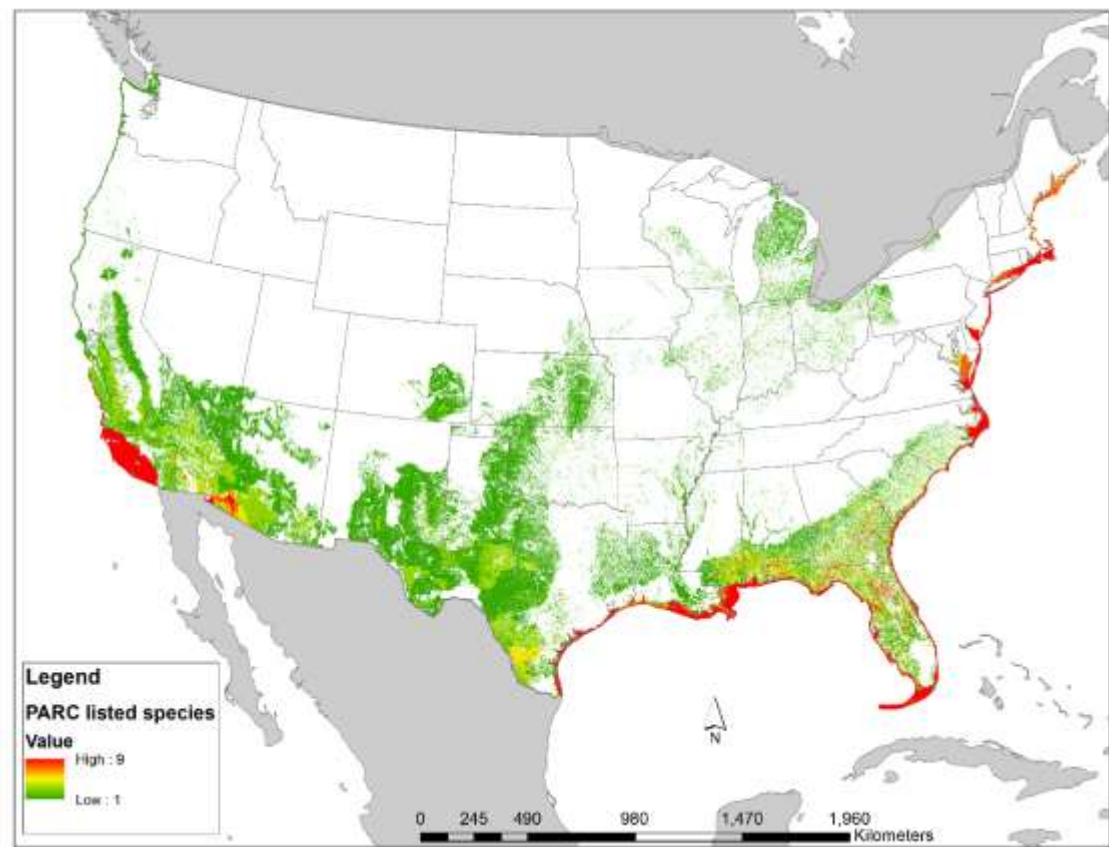 N
Legend
PARC listed species
Value
High : 9
Low : 1
0 245 490 980 1,470 1,960
Kilometers